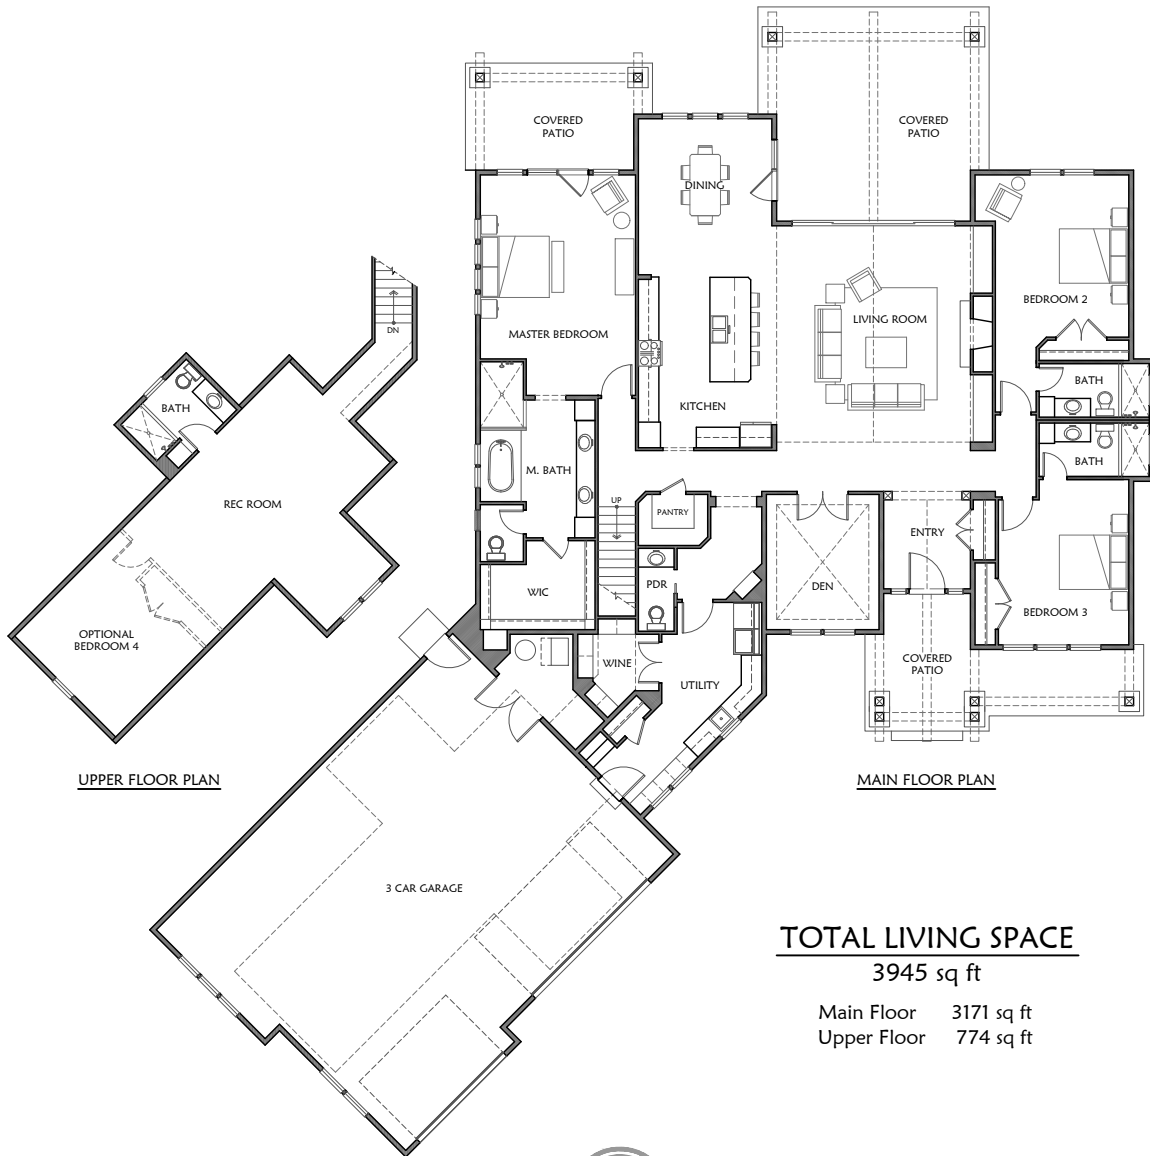 COVERED
PATIO
COVERED
PATIO
DINING
BEDROOM 2
LIVING ROOM
MASTER BEDROOM
DN
BATH
BATH
KITCHEN
M. BATH
BATH
REC ROOM
UP
PANTRY
ENTRY
PDR
DEN
WIC
BEDROOM 3
OPTIONAL
BEDROOM 4
WINE
COVERED
PATIO
UTILITY
UPPER FLOOR PLAN
MAIN FLOOR PLAN
3 CAR GARAGE
TOTAL LIVING SPACE
3945 sq ft
Main Floor 3171 sq ft
Upper Floor 774 sq ft